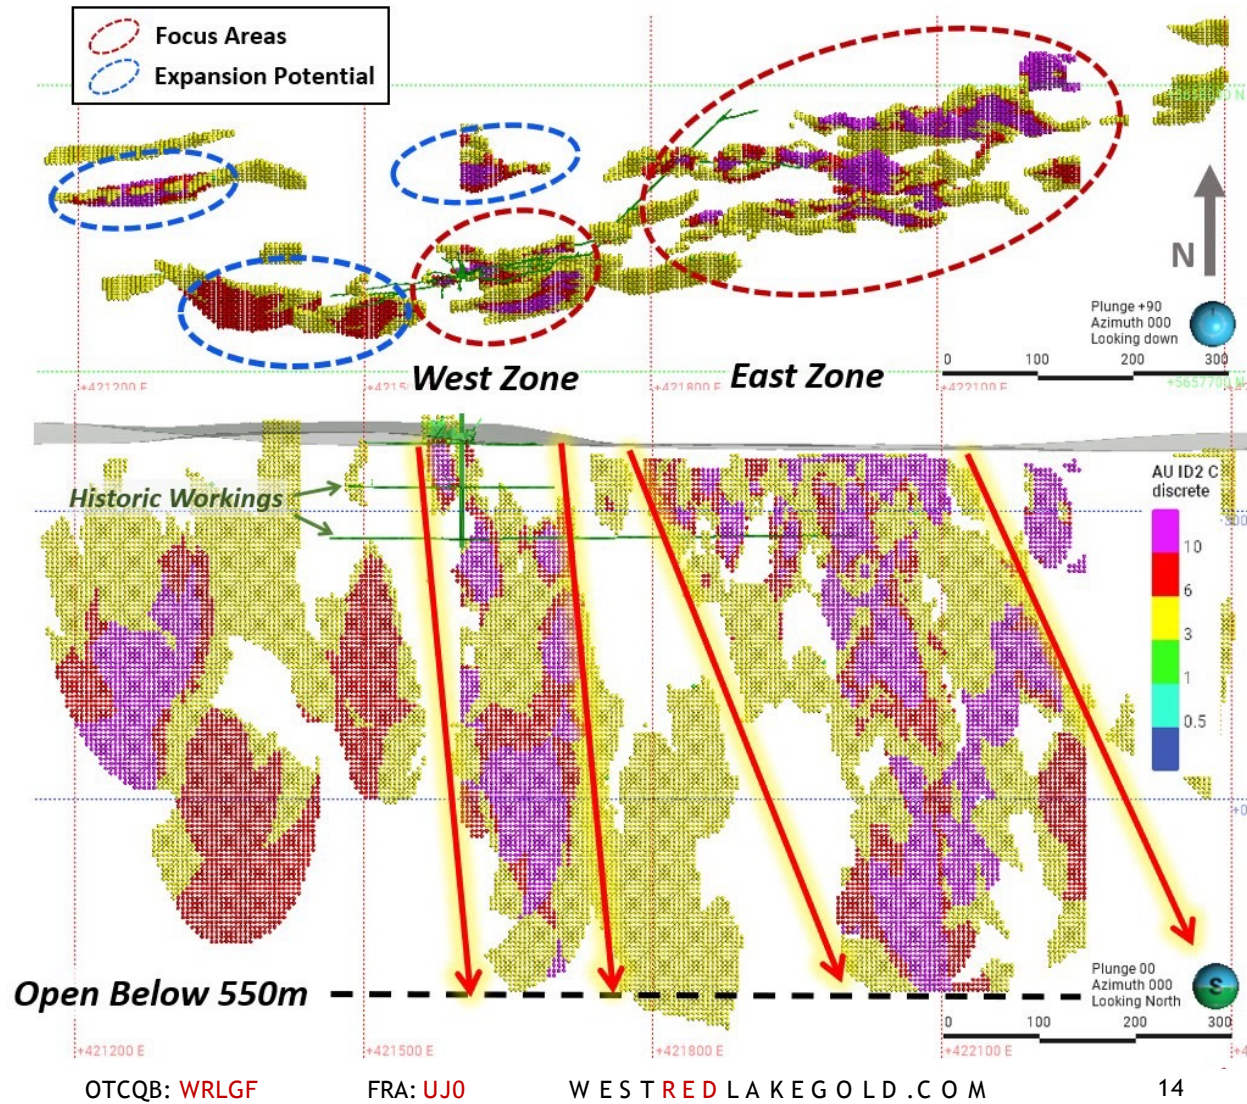 Focus Areas
Expansion Potential
N
Plunge +90
Azimuth 000
Looking down
0 100 200 300
+5657700 N
+421200 E
+421800 E
+422100 E
West Zone
East Zone
Historic Workings
AU ID2 C
discrete
10
6
3
1
0.5
Open Below 550m
Plunge 00
Azimuth 000
Looking North
S
0 100 200 300
+421200 E
+421500 E
+421800 E
+422100 E
OTCQB: WRLGF FRA: UJ0 WESTREDLAKEGOLD.COM 14